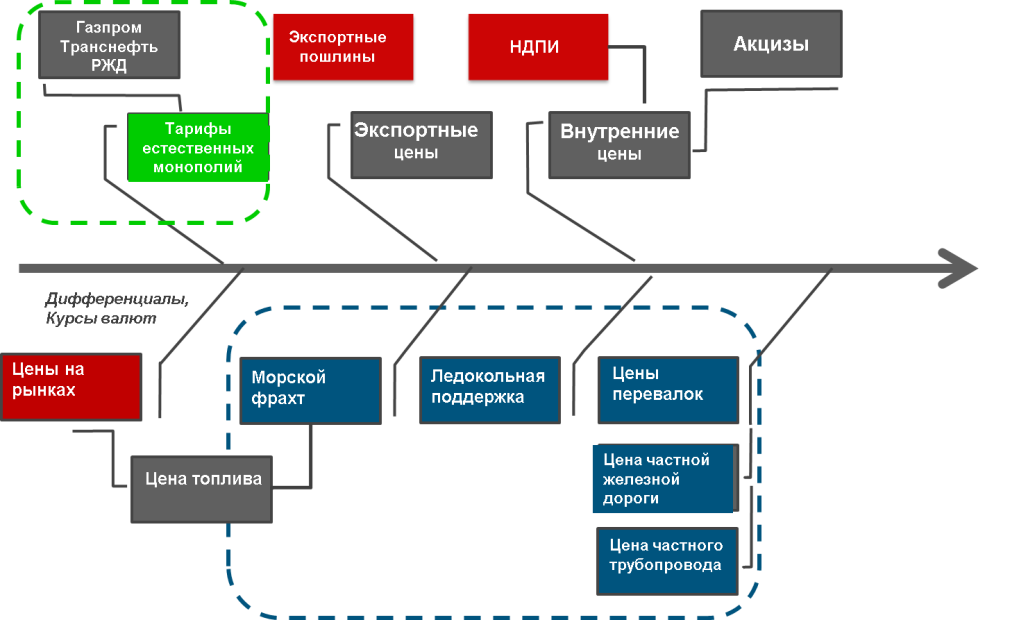 Газпром
Транснефть
РЖД
Экспортные
пошлины
НДПИ
Акцизы
Тарифы
естественных
монополий
Экспортные
цены
Внутренние
цены
Дифференциалы,
Курсы валют
Цены на
рынках
Морской
фрахт
Ледокольная
поддержка
Цены
перевалок
Цена топлива
Цена частной
железной
дороги
Цена частного
трубопровода